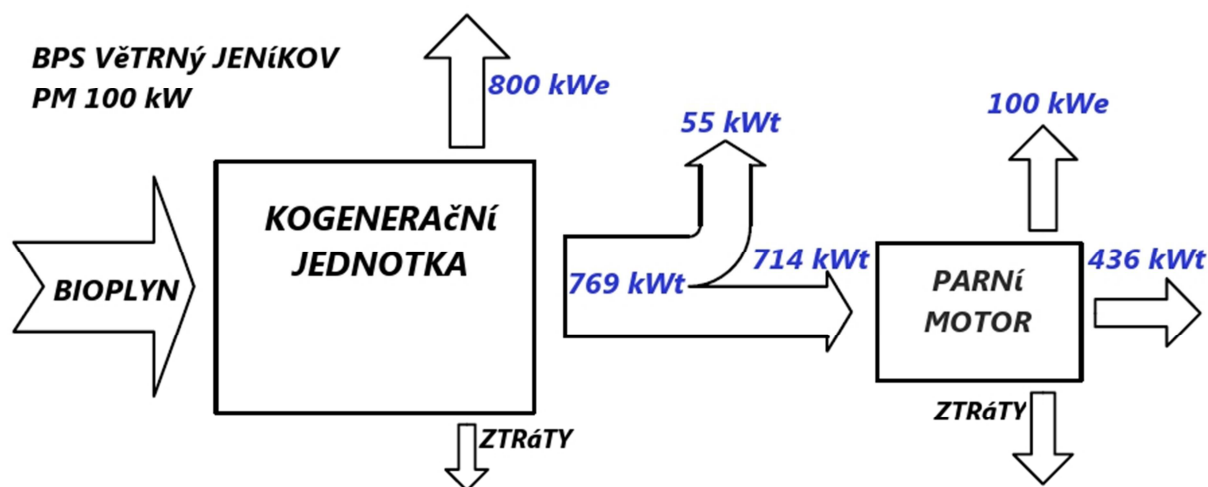 BPS VěTRNý JENíKOV
PM 100 kW
800 kWe
55 kWt
100 kWe
KOGENERAčNí
JEDNOTKA
BIOPLYN
769 kWt
714 kWt
PARNí
MOTOR
436 kWt
ZTRáTY
ZTRáTY